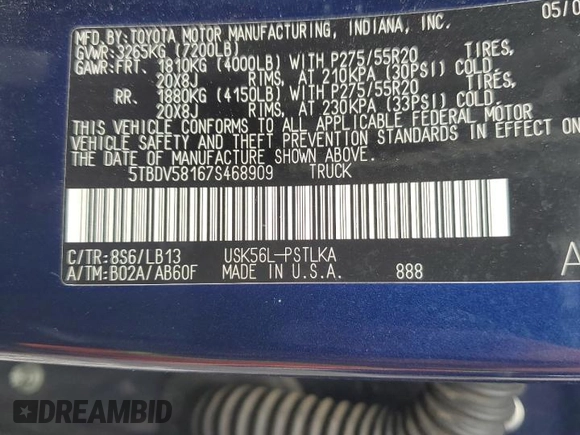 MFD.BY:TOYOTA MOTOR MANUFACTURING, INDIANA, INC. 05/0
GVWR: 3265KG (7200LB)
GAWR:FRT. 1810KG (4000LB) WITH P275/55R20 TIRES,
20X8J RIMS, AT 210KPA (30PSI) COLD.
RR. 1880KG (4150LB) WITH P275/55R20 TIRES,
20X8J RIMS, AT 230KPA (33PSI) COLD.
THIS VEHICLE CONFORMS TO ALL APPLICABLE FEDERAL MOTOR
VEHICLE SAFETY AND THEFT PREVENTION STANDARDS IN EFFECT ON
DATE OF MANUFACTURE SHOWN ABOVE.
5TBDV58167S468909 TRUCK
C/TR: 8S6/LB13 USK56L-PSTLKA
A/TM: B02A/AB60F MADE IN U.S.A. 888
DREAMBID